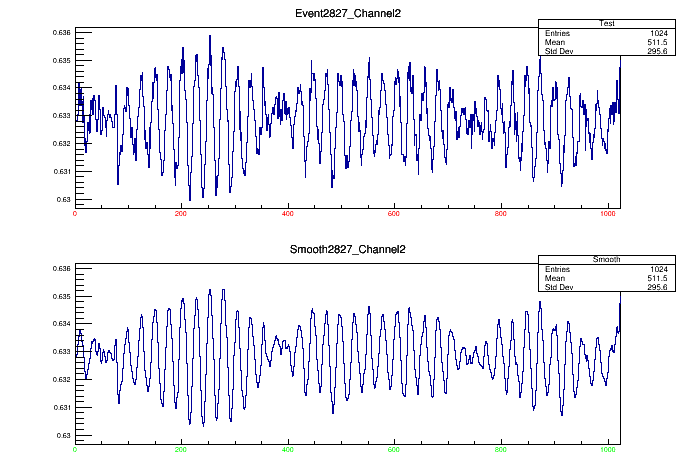 Event2827_Channel2
Test
Entries 1024
Mean 511.5
Std Dev 295.6
0.636
0.635
0.634
0.633
0.632
0.631
0.63
0 200 400 600 800 1000
Smooth2827_Channel2
Smooth
Entries 1024
Mean 511.5
Std Dev 295.6
0.636
0.635
0.634
0.633
0.632
0.631
0.63
0 200 400 600 800 1000